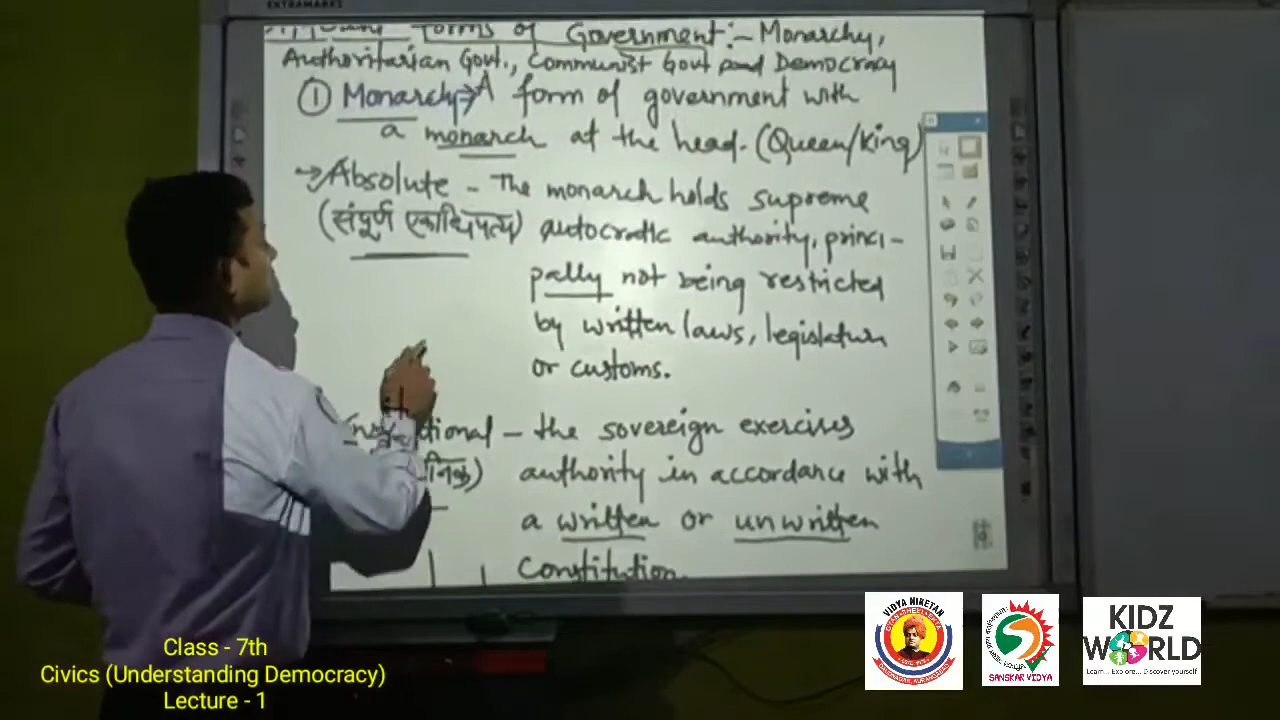 EXTRAMARKS
forms of Government:- Monarchy,
Authoritarian Govt., Communist Govt and Democracy
① Monarchy → A form of government with
a monarch at the head. (Queen/King)
→ Absolute - The monarch holds supreme
(संपूर्ण एकाधिपत्य) autocratic authority, princi-
pally not being restricted
by written laws, legislature
or customs.
tional - the sovereign exercises
authority in accordance with
a written or unwritten
Constitution.
Class - 7th
Civics (Understanding Democracy)
Lecture - 1
VIDYA NIKETAN
SANSKAR VIDYA
KIDZ
WORLD
Learn... Explore... Discover yourself